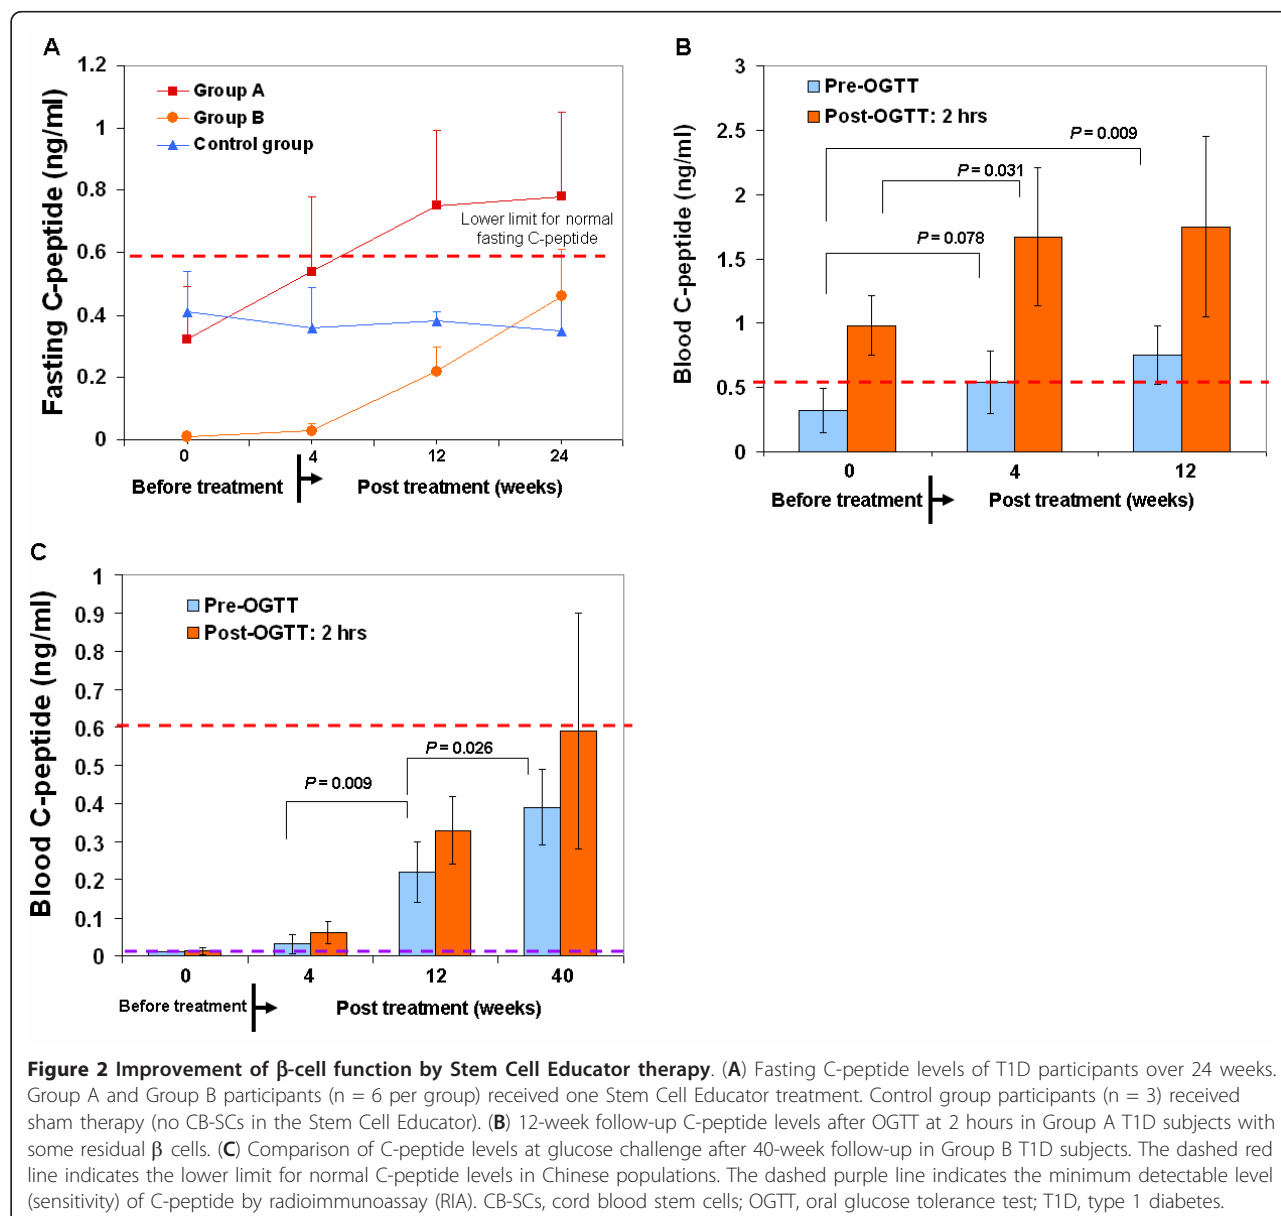 A
Fasting C-peptide (ng/ml)
1.2
1
0.8
0.6
0.4
0.2
0
Group A
Group B
Control group
Lower limit for normal
fasting C-peptide
0
4
12
24
Before treatment
Post treatment (weeks)
B
Blood C-peptide (ng/ml)
3
2.5
2
1.5
1
0.5
0
Pre-OGTT
Post-OGTT: 2 hrs
P = 0.009
P = 0.031
P = 0.078
0
4
12
Before treatment
Post treatment (weeks)
C
Blood C-peptide (ng/ml)
1
0.9
0.8
0.7
0.6
0.5
0.4
0.3
0.2
0.1
0
Pre-OGTT
Post-OGTT: 2 hrs
P = 0.026
P = 0.009
0
4
12
40
Before treatment
Post treatment (weeks)
Figure 2 Improvement of β-cell function by Stem Cell Educator therapy. (A) Fasting C-peptide levels of T1D participants over 24 weeks.
Group A and Group B participants (n = 6 per group) received one Stem Cell Educator treatment. Control group participants (n = 3) received
sham therapy (no CB-SCs in the Stem Cell Educator). (B) 12-week follow-up C-peptide levels after OGTT at 2 hours in Group A T1D subjects with
some residual β cells. (C) Comparison of C-peptide levels at glucose challenge after 40-week follow-up in Group B T1D subjects. The dashed red
line indicates the lower limit for normal C-peptide levels in Chinese populations. The dashed purple line indicates the minimum detectable level
(sensitivity) of C-peptide by radioimmunoassay (RIA). CB-SCs, cord blood stem cells; OGTT, oral glucose tolerance test; T1D, type 1 diabetes.